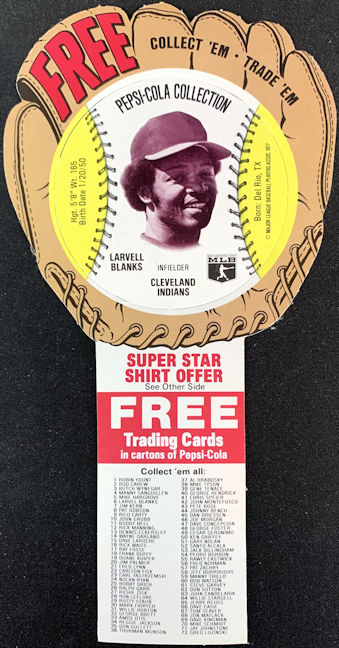 FREE
COLLECT 'EM • TRADE 'EM
PEPSI-COLA COLLECTION
Hgt. 5'8" Wt. 165
Birth Date 1/20/50
Born: Del Rio, TX
© MAJOR LEAGUE BASEBALL PLAYERS ASSOC. 1977
LARVELL
BLANKS
INFIELDER
CLEVELAND
INDIANS
MLB
SUPER STAR
SHIRT OFFER
See Other Side
FREE
Trading Cards
in cartons of Pepsi-Cola
Collect 'em all:
1 ROBIN YOUNT
2 ROD CAREW
3 BUTCH WYNEGAR
4 MANNY SANGUILLEN
5 MIKE HARGROVE
6 LARVELL BLANKS
7 JIM KERN
8 PAT DOBSON
9 RICO CARTY
10 JOHN GRUBB
11 BUDDY BELL
12 RICK MANNING
13 DENNIS ECKERSLEY
14 WAYNE GARLAND
15 DAVE LAROCHE
16 RICK WAITS
17 RAY FOSSE
18 FRANK DUFFY
19 DUANE KUIPER
20 JIM PALMER
21 FRED LYNN
22 CARLTON FISK
23 CARL YASTRZEMSKI
24 NOLAN RYAN
25 BOBBY GRICH
26 RALPH GARR
27 RICHIE ZISK
28 RON LEFLORE
29 RUSTY STAUB
30 MARK FIDRYCH
31 WILLIE HORTON
32 GEORGE BRETT
33 AMOS OTIS
34 REGGIE JACKSON
35 DON GULLETT
36 THURMAN MUNSON
37 AL HRABOSKY
38 MIKE TYSON
39 GENE TENACE
40 GEORGE HENDRICK
41 CHRIS SPEIER
42 JOHN MONTEFUSCO
43 PETE ROSE
44 JOHNNY BENCH
45 DAN DRIESSEN
46 JOE MORGAN
47 DAVE CONCEPCION
48 GEORGE FOSTER
49 CESAR GERONIMO
50 KEN GRIFFEY
51 GARY NOLAN
52 SANTO ALCALA
53 JACK BILLINGHAM
54 PEDRO BORBON
55 RAWLY EASTWICK
56 FRED NORMAN
57 PAT ZACHRY
58 JEFF BURROUGHS
59 MANNY TRILLO
60 BOB WATSON
61 STEVE GARVEY
62 DON SUTTON
63 JOHN CANDELARIA
64 WILLIE STARGELL
65 JERRY REUSS
66 DAVE CASH
67 TOM SEAVER
68 JON MATLACK
69 DAVE KINGMAN
70 MIKE SCHMIDT
71 JAY JOHNSTONE
72 GREG LUZINSKI